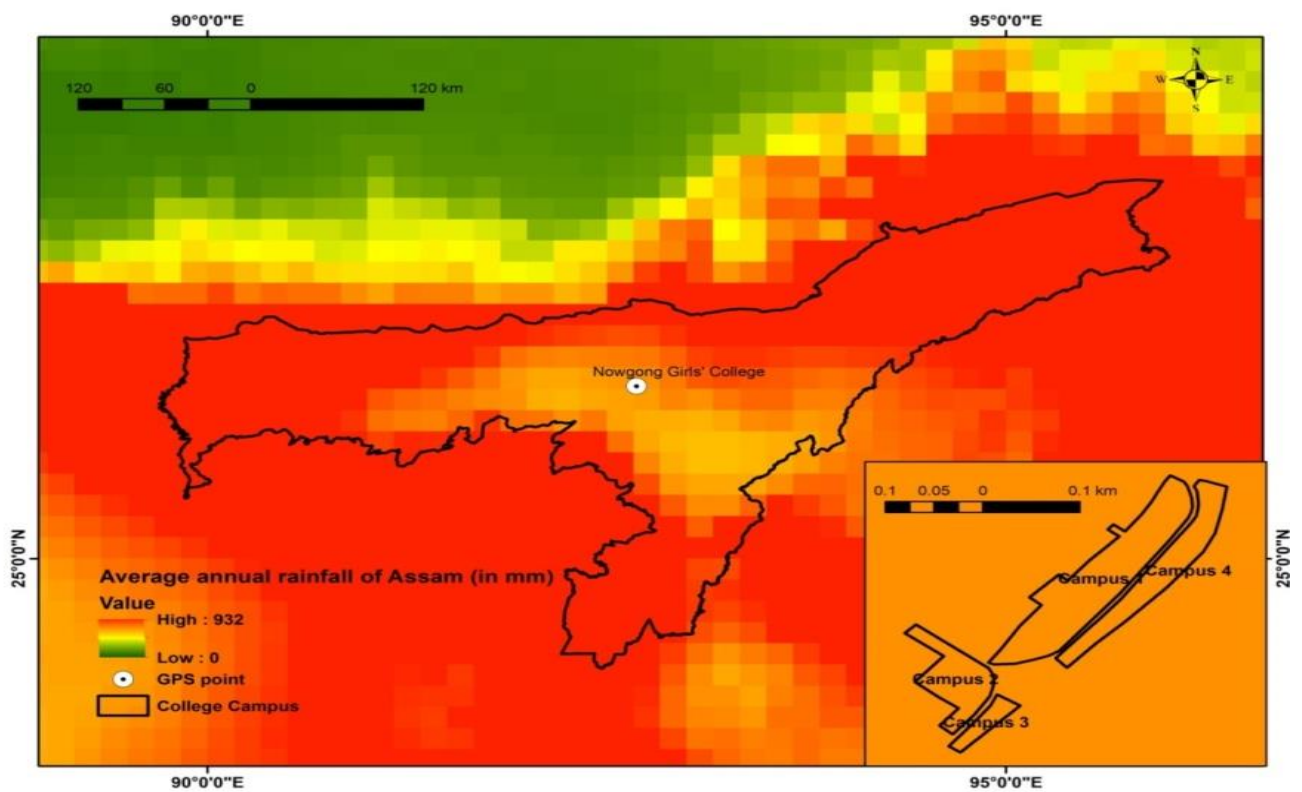 90°0'0"E 95°0'0"E
120 60 0 120 km
N
W E
S
Nowgong Girls' College
0.1 0.05 0 0.1 km
25°0'0"N 25°0'0"N
Campus 1
Campus 4
Campus 2
Campus 3
Average annual rainfall of Assam (in mm)
Value
High : 932
Low : 0
GPS point
College Campus
90°0'0"E 95°0'0"E